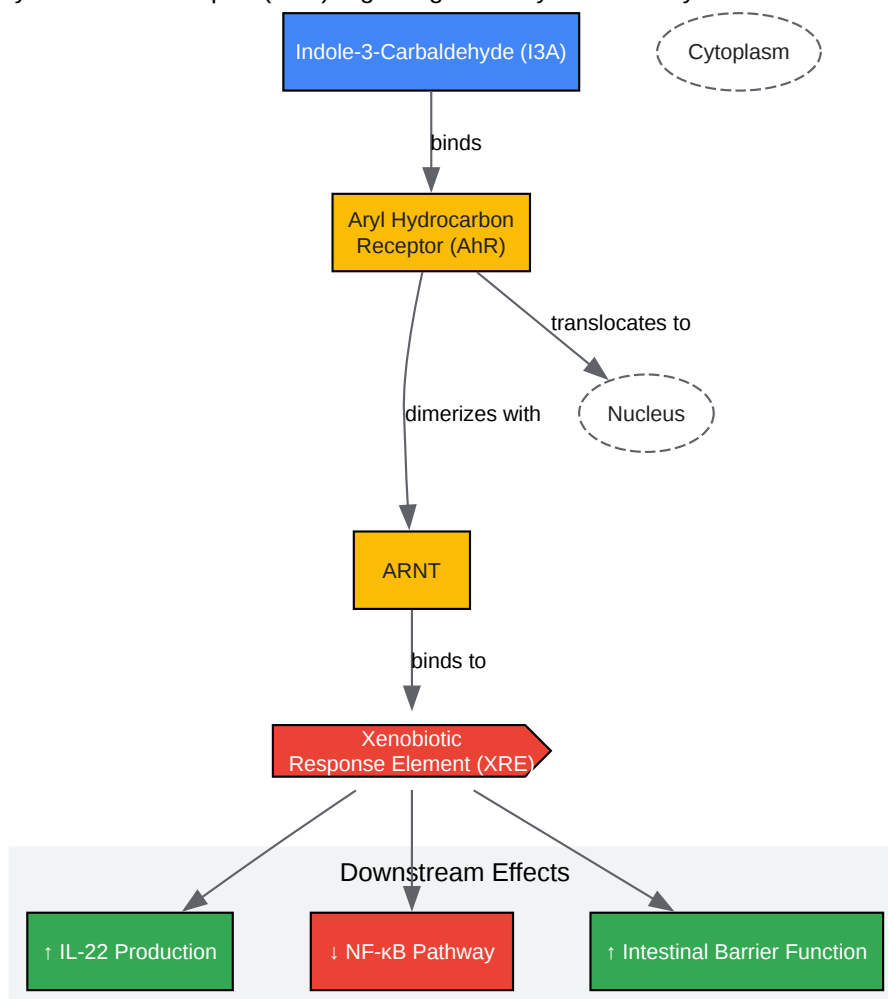 Indole-3-Carbaldehyde (I3A)
Cytoplasm
binds
Aryl Hydrocarbon
Receptor (AhR)
translocates to
dimerizes with
Nucleus
ARNT
binds to
Xenobiotic
Response Element (XRE)
Downstream Effects
↑ IL-22 Production
↓ NF-κB Pathway
↑ Intestinal Barrier Function